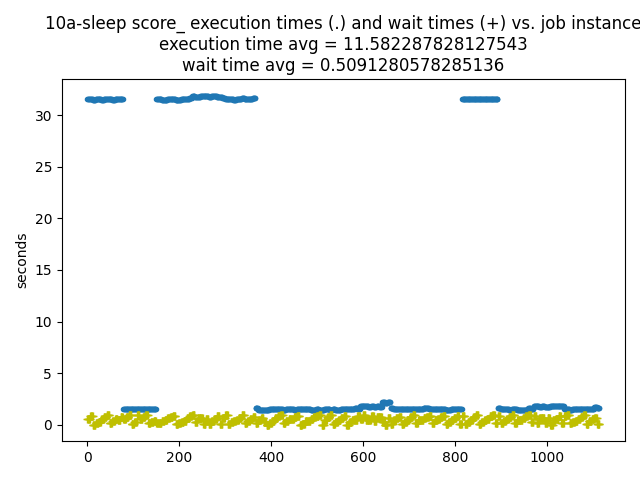 10a-sleep score_ execution times (.) and wait times (+) vs. job instance
execution time avg = 11.582287828127543
wait time avg = 0.5091280578285136
30
25
20
15
10
5
0
seconds
0 200 400 600 800 1000